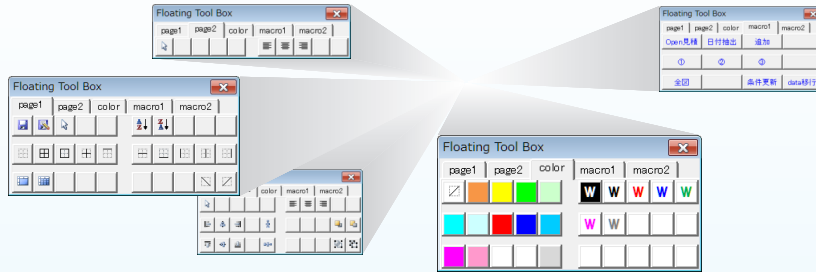 Floating Tool Box
page1 page2 color macro1 macro2
Floating Tool Box
page1 page2 color macro1 macro2
Open見積 日付抽出 追加
① ② ③
全図 条件更新 data移行
Floating Tool Box
page1 page2 color macro1 macro2
A Z Z A
color macro1 macro2
Floating Tool Box
page1 page2 color macro1 macro2
W W W W W
W W